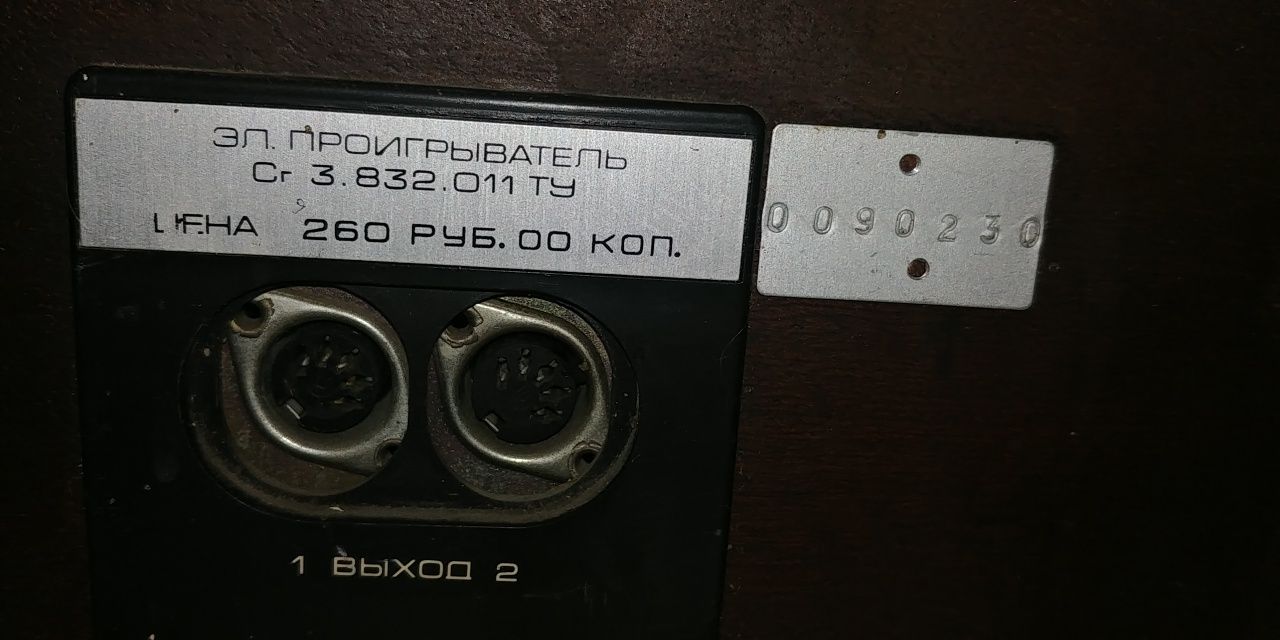 ЭЛ. ПРОИГРЫВАТЕЛЬ
Сг 3.832.011 ТУ
ЦЕНА 260 РУБ. 00 КОП.
0090230
1 ВЫХОД 2